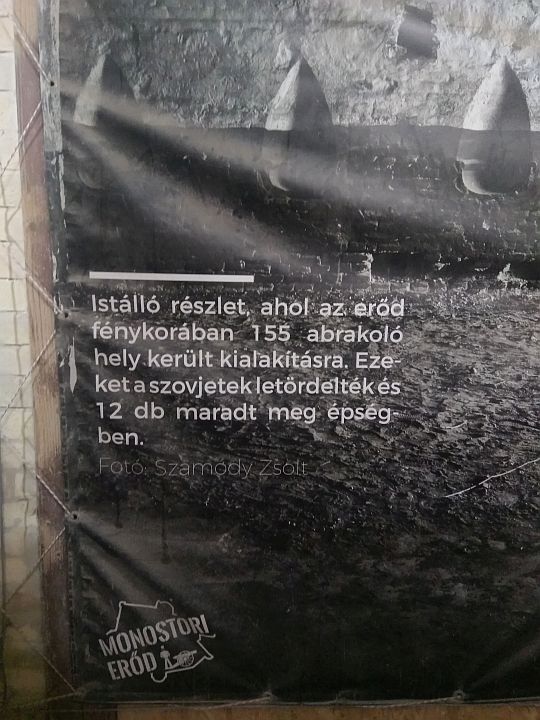 Istálló részlet, ahol az erőd
fénykorában 155 abrakoló
hely került kialakításra. Eze-
ket a szovjetek letördelték és
12 db maradt meg épség-
ben.
Fotó: Szamódy Zsolt
MONOSTORI
ERŐD